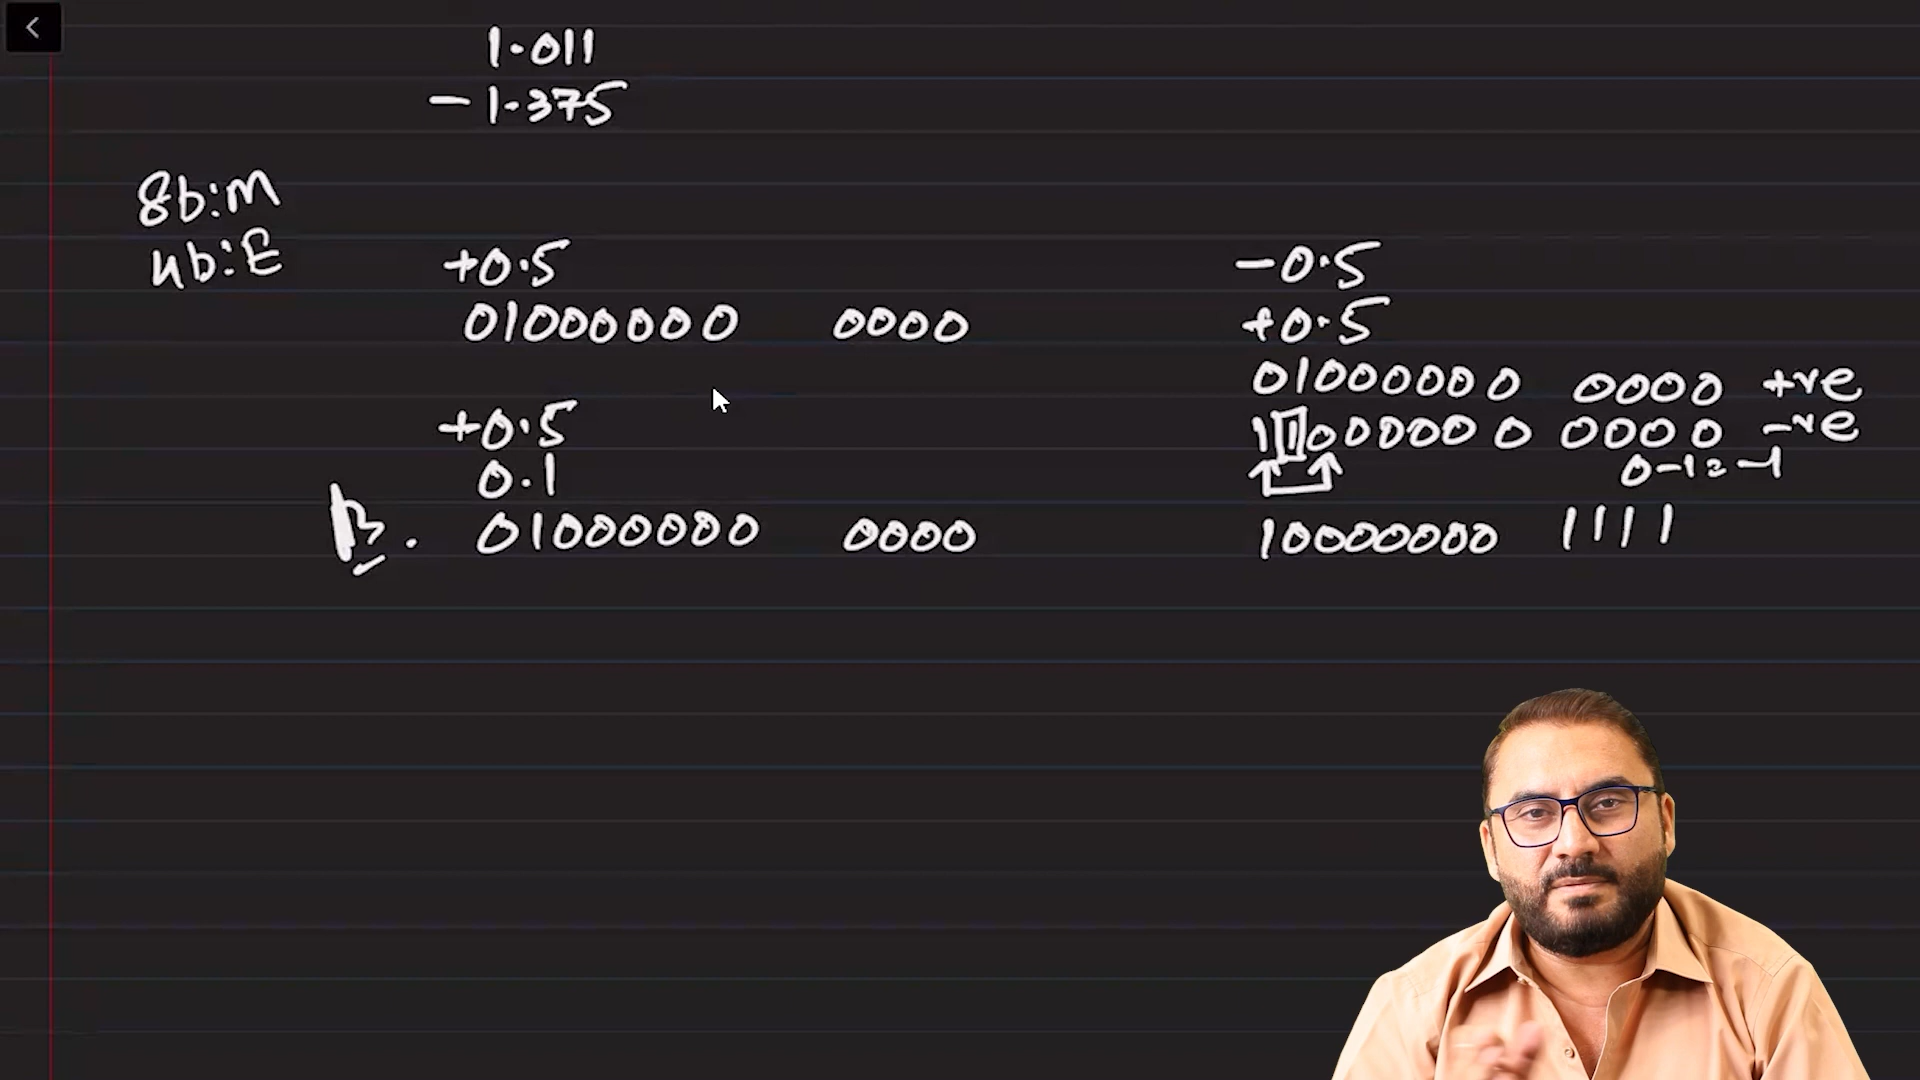 1.011
- 1.375
8b:M
4b:E
+0.5
01000000 0000
+0.5
0.1
B. 01000000 0000
-0.5
+0.5
01000000 0000 +ve
11000000 0000 -ve
0-1=-1
10000000 1111